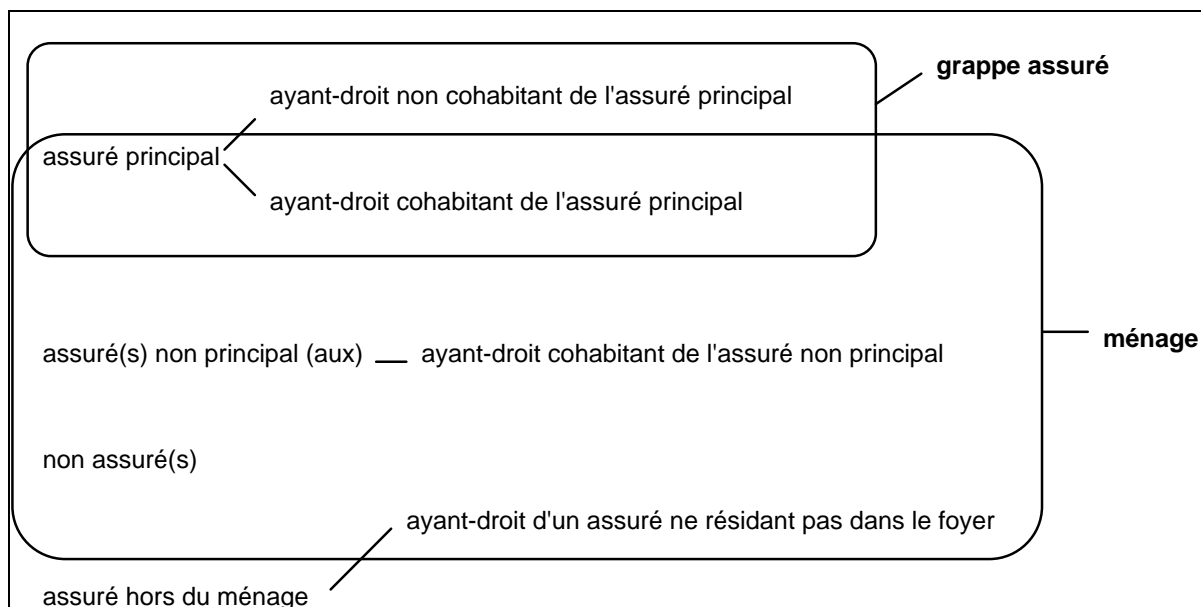 grappe assuré
ayant-droit non cohabitant de l'assuré principal
assuré principal
ayant-droit cohabitant de l'assuré principal
ménage
assuré(s) non principal (aux) ayant-droit cohabitant de l'assuré non principal
non assuré(s)
ayant-droit d'un assuré ne résidant pas dans le foyer
assuré hors du ménage